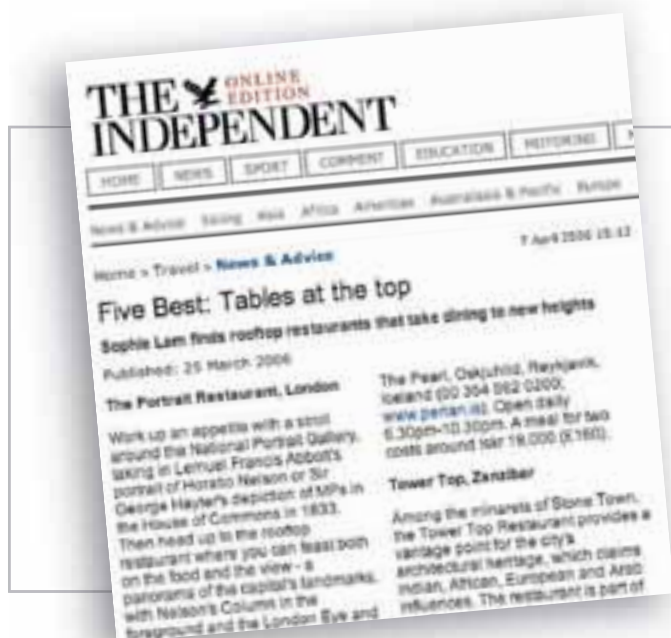 THE INDEPENDENT
ONLINE EDITION
HOME NEWS SPORT COMMENT EDUCATION MOTORING
News & Advice Skiing Asia Africa Americas Australasia & Pacific Europe
7 April 2006 15:12
Home > Travel > News & Advice
Five Best: Tables at the top
Sophie Lam finds rooftop restaurants that take dining to new heights
Published: 25 March 2006
The Portrait Restaurant, London
Work up an appetite with a stroll
around the National Portrait Gallery,
taking in Lemuel Francis Abbott's
portrait of Horatio Nelson or Sir
George Hayter's depiction of MPs in
the House of Commons in 1833.
Then head up to the rooftop
restaurant where you can feast both
on the food and the view - a
panorama of the capital's landmarks,
with Nelson's Column in the
foreground and the London Eye and
The Pearl, Oskjuhlid, Reykjavik,
Iceland (00 354 562 0200;
www.perlan.is). Open daily
6.30pm-10.30pm. A meal for two
costs around Iskr 19,000 (£160).
Tower Top, Zanzibar
Among the minarets of Stone Town,
the Tower Top Restaurant provides a
vantage point for the city's
architectural heritage, which claims
Indian, African, European and Arab
influences. The restaurant is part of